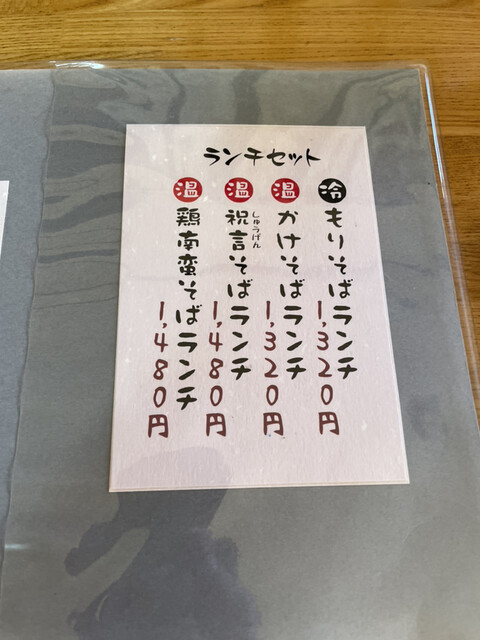 ランチセット
冷 もりそばランチ
1,320円
温 かけそばランチ
1,320円
温 祝言そばランチ
しゅうげん
1,480円
温 鶏南蛮そばランチ
1,480円